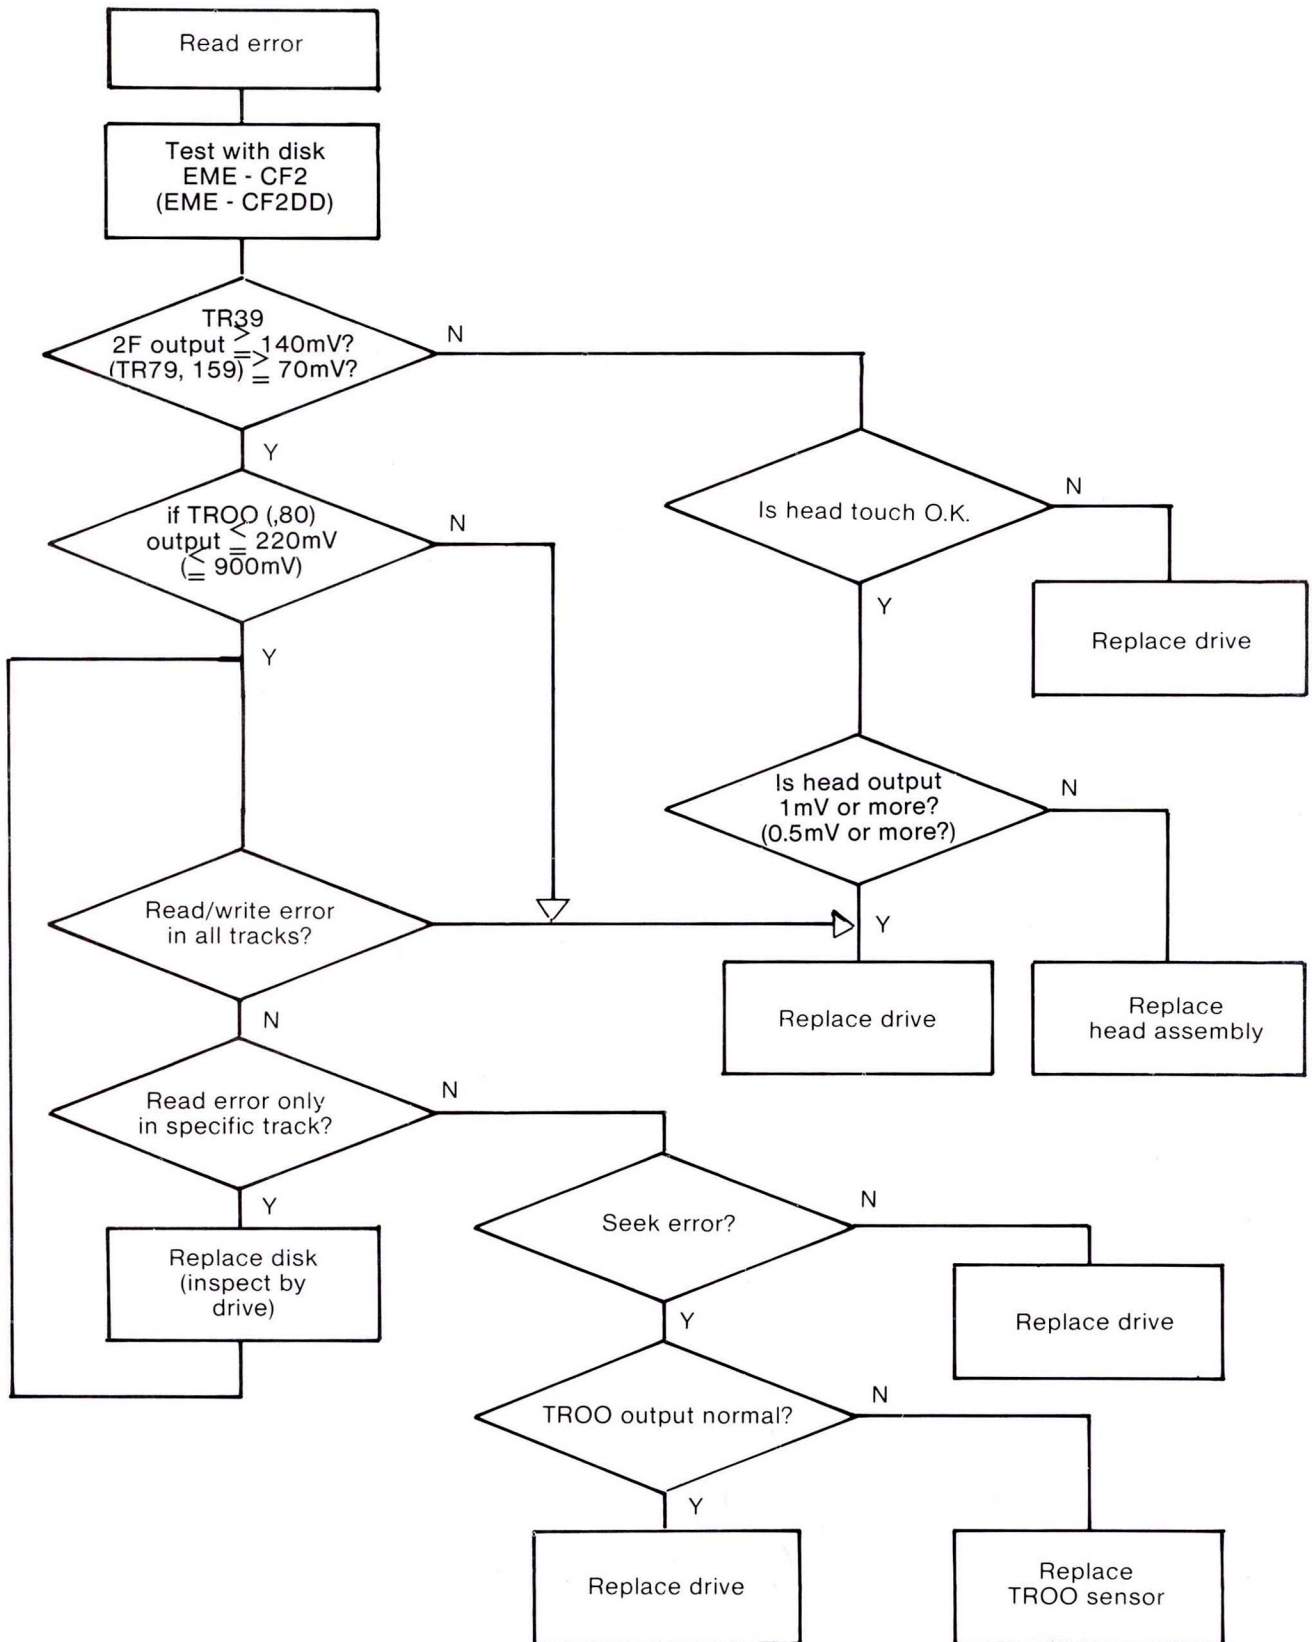 Read error
Test with disk
EME - CF2
(EME - CF2DD)
TR39
2F output ≧ 140mV?
(TR79, 159) ≧ 70mV?
N
Y
if TROO (,80)
output ≦ 220mV
(≦ 900mV)
N
Y
Is head touch O.K.
N
Y
Replace drive
Is head output
1mV or more?
(0.5mV or more?)
N
Y
Read/write error
in all tracks?
N
Replace drive
Replace
head assembly
Read error only
in specific track?
N
Y
Replace disk
(inspect by
drive)
Seek error?
N
Y
Replace drive
TROO output normal?
N
Y
Replace drive
Replace
TROO sensor